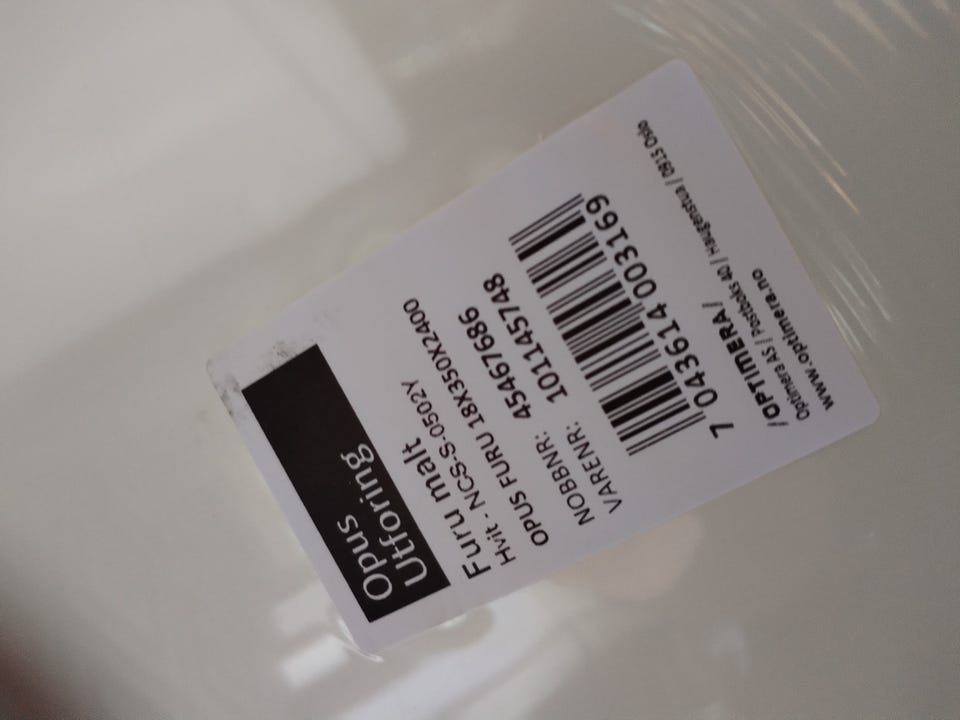 Opus
Utforing
Furu malt
Hvit - NCS-S-0502Y
OPUS FURU 18X350X2400
NOBBNR: 45467686
VARENR: 101145748
7 043614 003169
/OPTIMERA/
Optimera AS / Postboks 40 / Haugenstua / 0915 Oslo
www.optimera.no